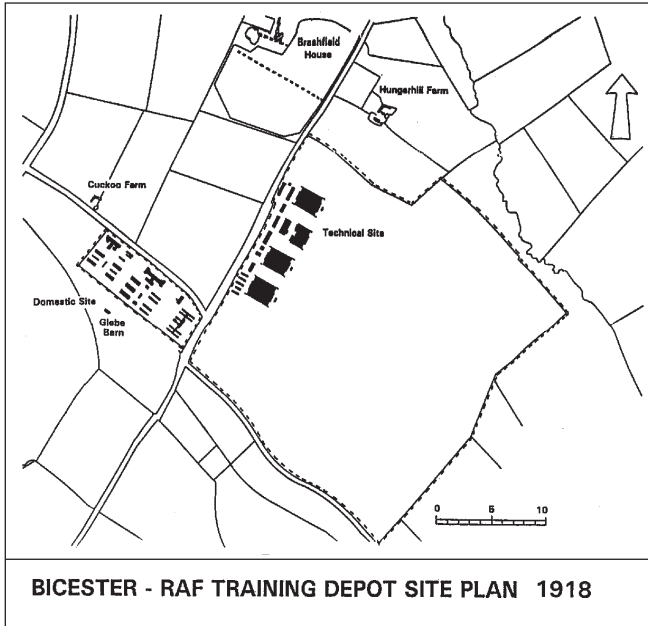 Brashfield
House
Hungerhill Farm
Cuckoo Farm
Technical Site
Domestic Site
Glebe
Barn
0 5 10
BICESTER - RAF TRAINING DEPOT SITE PLAN 1918